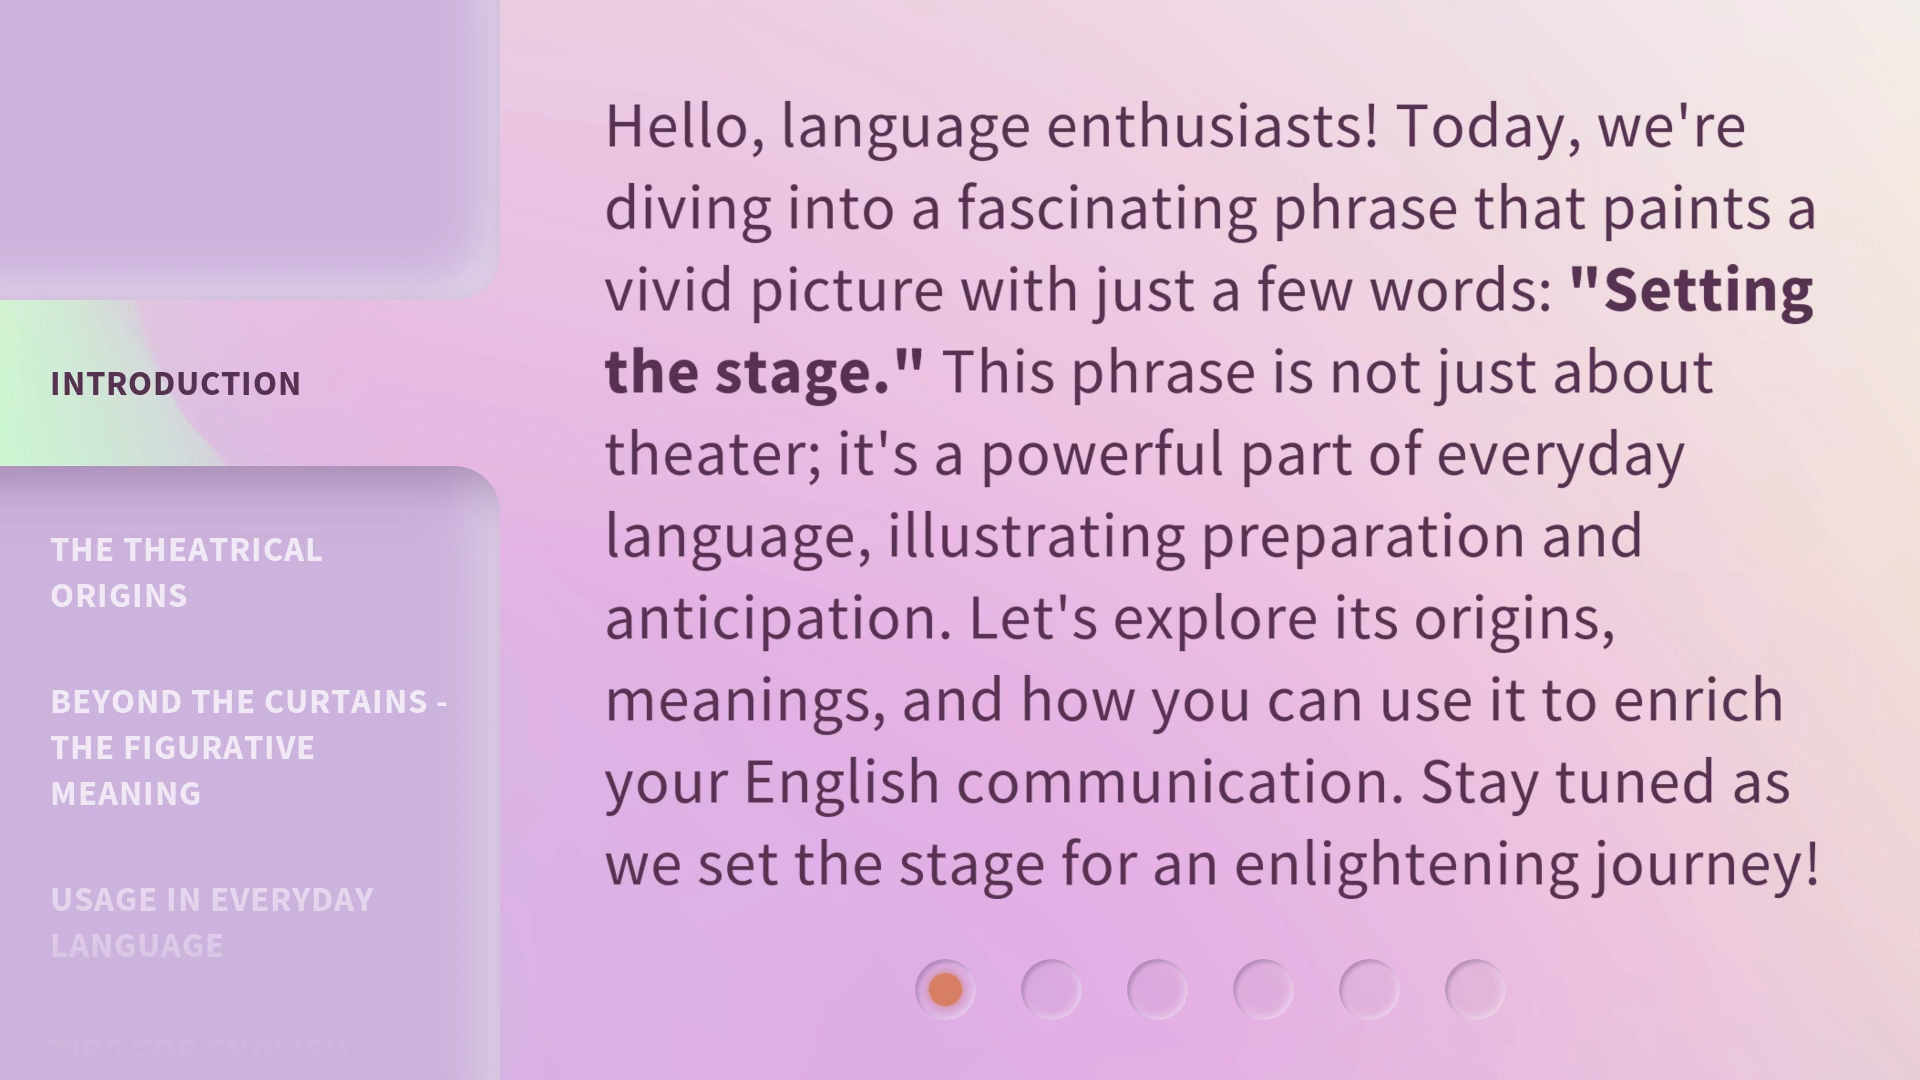 INTRODUCTION
THE THEATRICAL
ORIGINS
BEYOND THE CURTAINS -
THE FIGURATIVE
MEANING
USAGE IN EVERYDAY
LANGUAGE
TIPS FOR ENGLISH
Hello, language enthusiasts! Today, we're
diving into a fascinating phrase that paints a
vivid picture with just a few words: "Setting
the stage." This phrase is not just about
theater; it's a powerful part of everyday
language, illustrating preparation and
anticipation. Let's explore its origins,
meanings, and how you can use it to enrich
your English communication. Stay tuned as
we set the stage for an enlightening journey!